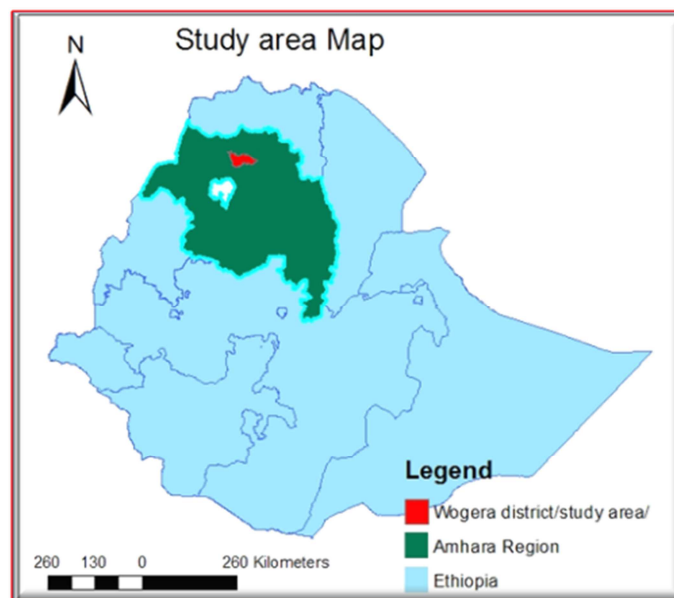 Study area Map
N
Legend
Wogera district/study area/
Amhara Region
Ethiopia
260 130 0 260 Kilometers